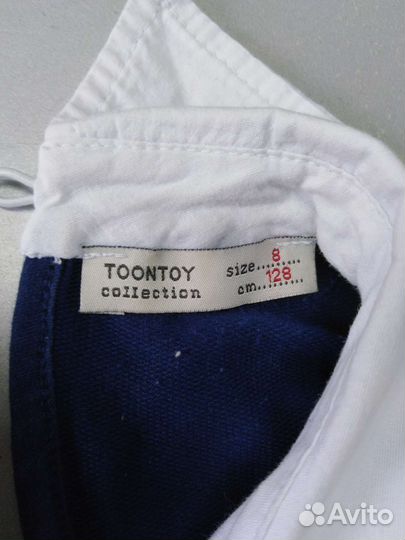 TOONTOY
collection
size........ 8
cm......... 128
Avito